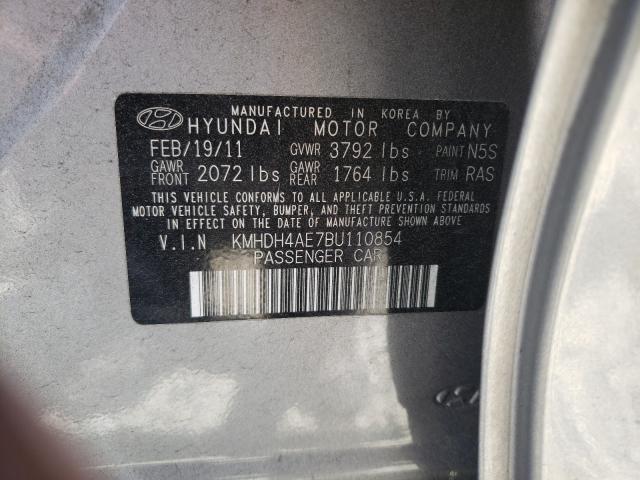 MANUFACTURED IN KOREA BY
HYUNDAI MOTOR COMPANY
FEB/19/11 GVWR 3792 lbs PAINT N5S
GAWR FRONT 2072 lbs GAWR REAR 1764 lbs TRIM RAS
THIS VEHICLE CONFORMS TO ALL APPLICABLE U.S.A. FEDERAL
MOTOR VEHICLE SAFETY, BUMPER, AND THEFT PREVENTION STANDARDS
IN EFFECT ON THE DATE OF MANUFACTURE SHOWN ABOVE
V.I.N KMHDH4AE7BU110854
PASSENGER CAR